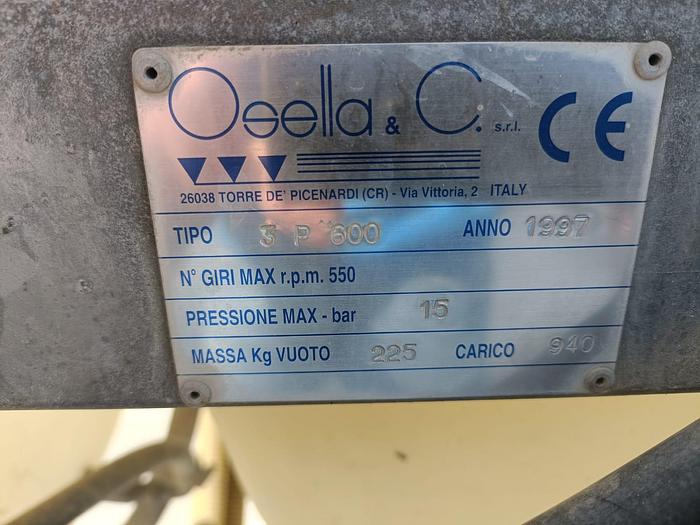 Osella & C. s.r.l. CE
26038 TORRE DE' PICENARDI (CR) - Via Vittoria, 2 ITALY
TIPO 3 P 600 ANNO 1997
N° GIRI MAX r.p.m. 550
PRESSIONE MAX - bar 15
MASSA Kg VUOTO 225 CARICO 940